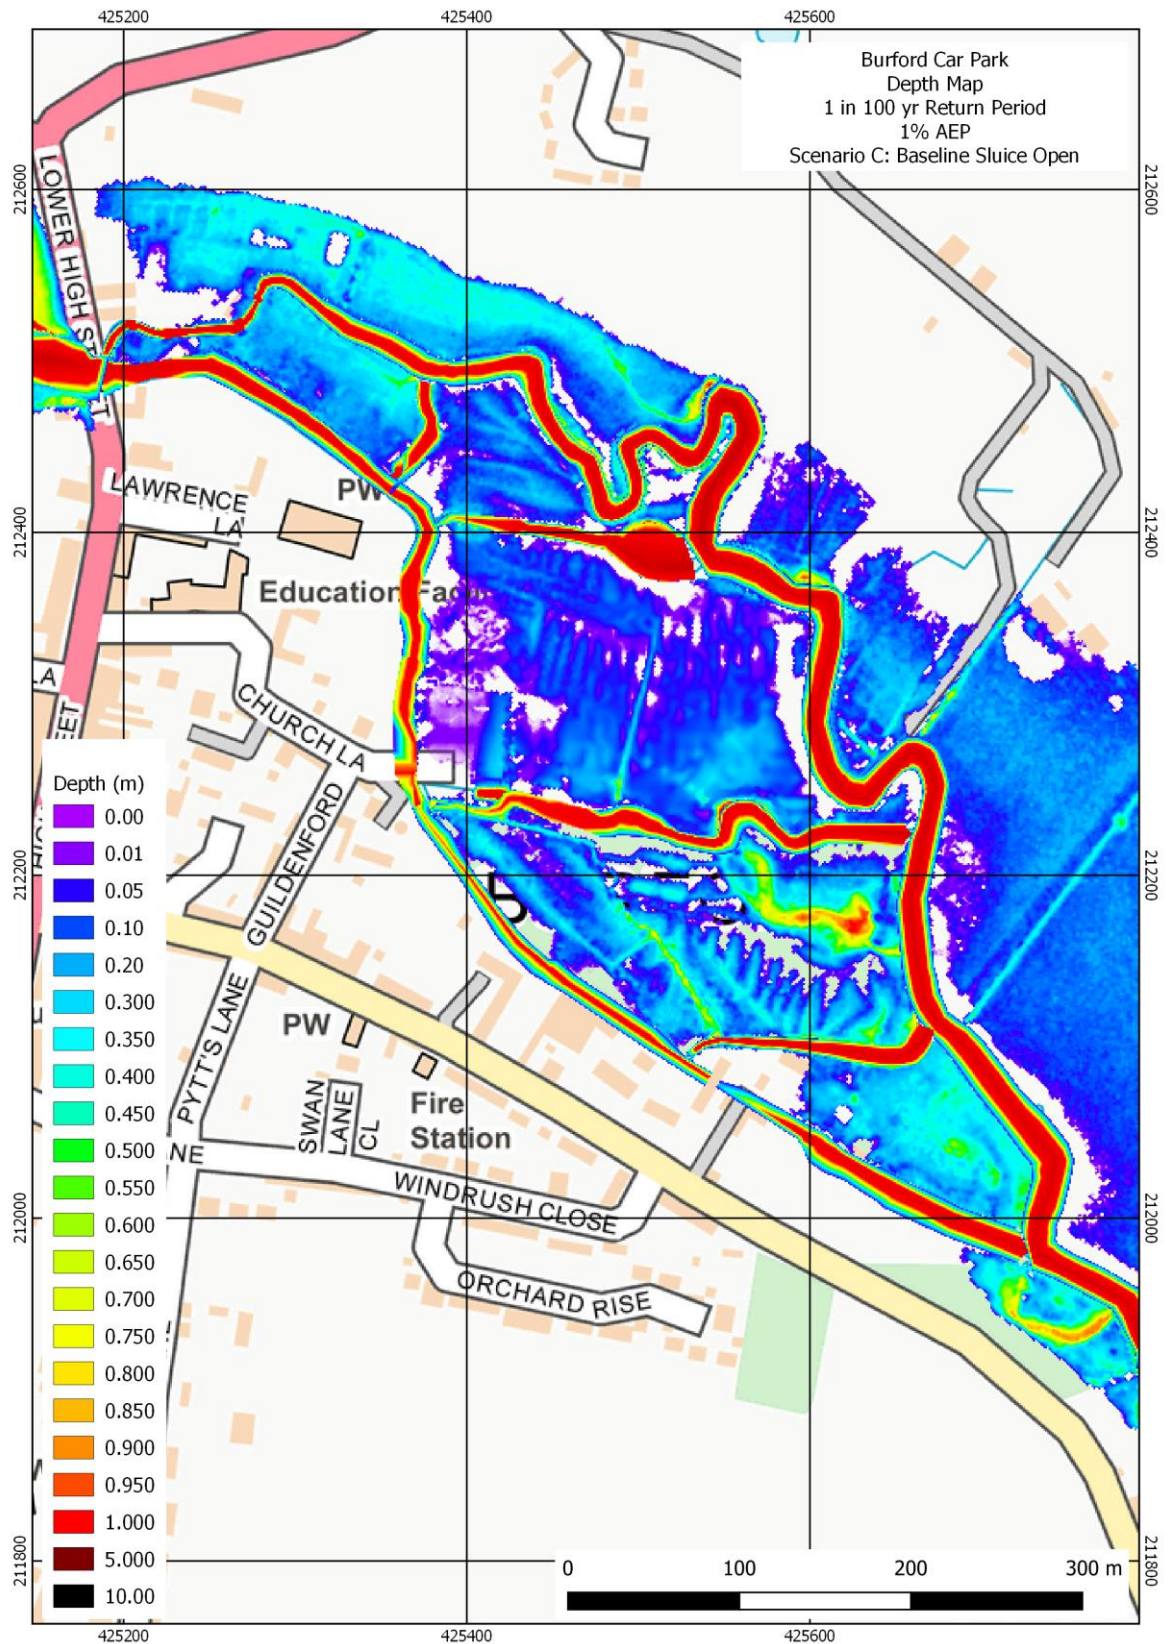 425200
425400
425600
Burford Car Park
Depth Map
1 in 100 yr Return Period
1% AEP
Scenario C: Baseline Sluice Open
212600
212600
LOWER HIGH ST
T
LAWRENCE
LA
PW
212400
212400
Education
LA
EET
CHURCH LA
GUILDENFORD
212200
212200
PYTT'S LANE
PW
Fire
Station
SWAN
LANE
CL
NE
WINDRUSH CLOSE
ORCHARD RISE
212000
212000
Depth (m)
0.00
0.01
0.05
0.10
0.20
0.300
0.350
0.400
0.450
0.500
0.550
0.600
0.650
0.700
0.750
0.800
0.850
0.900
0.950
1.000
5.000
10.00
211800
211800
0 100 200 300 m
425200
425400
425600